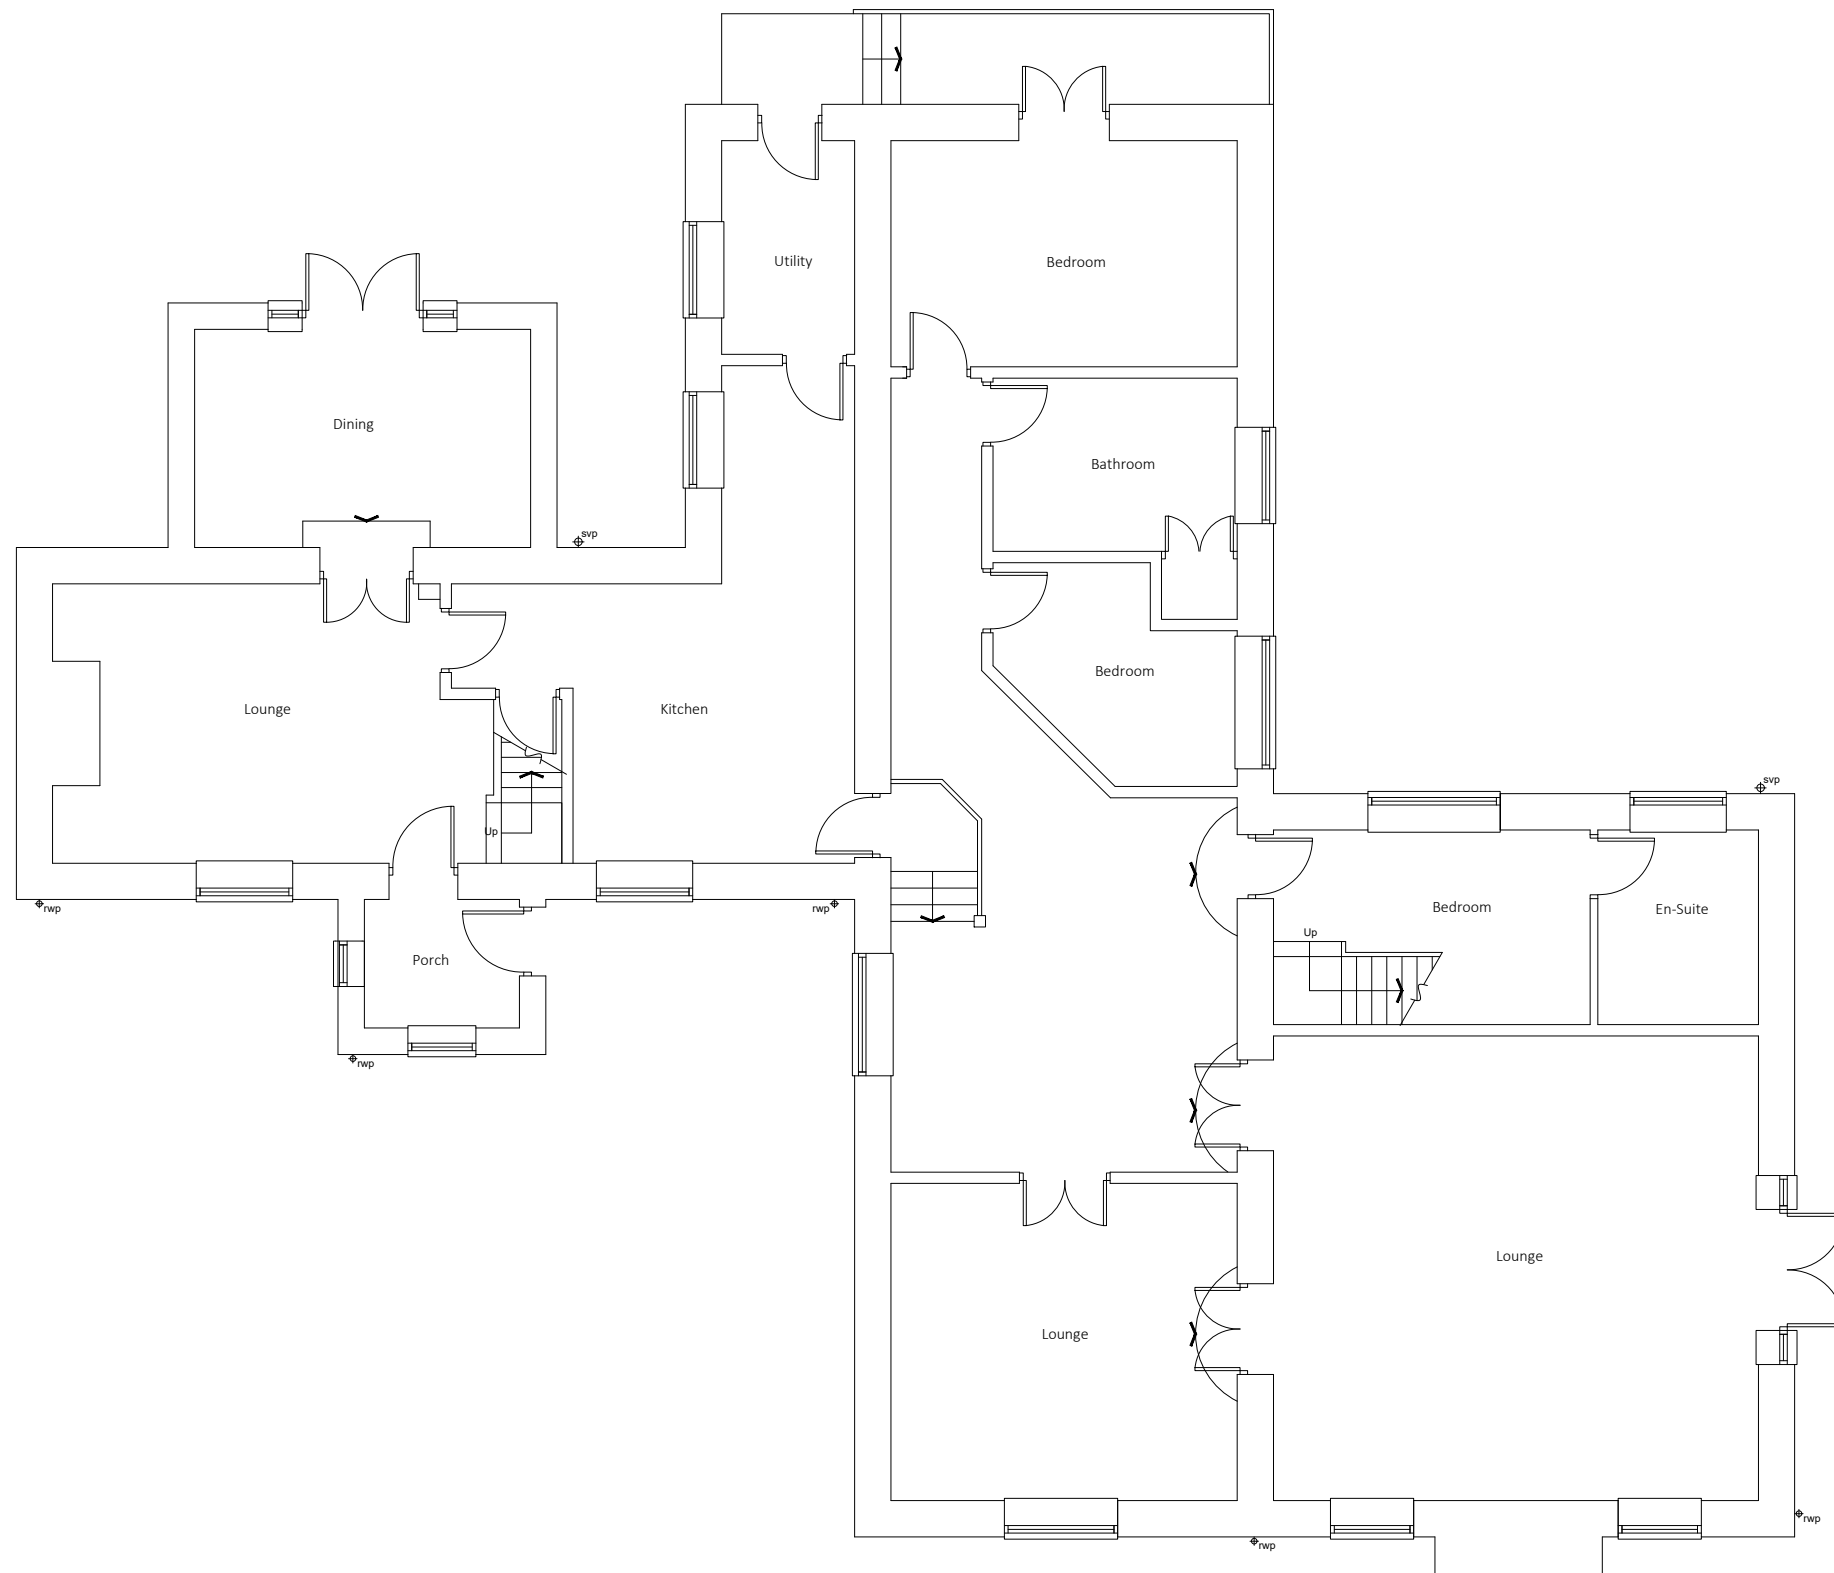 Utility
Bedroom
Dining
Bathroom
svp
Bedroom
Lounge
Kitchen
svp
Up
rwp
rwp
Bedroom
En-Suite
Up
Porch
rwp
Lounge
Lounge
rwp
rwp